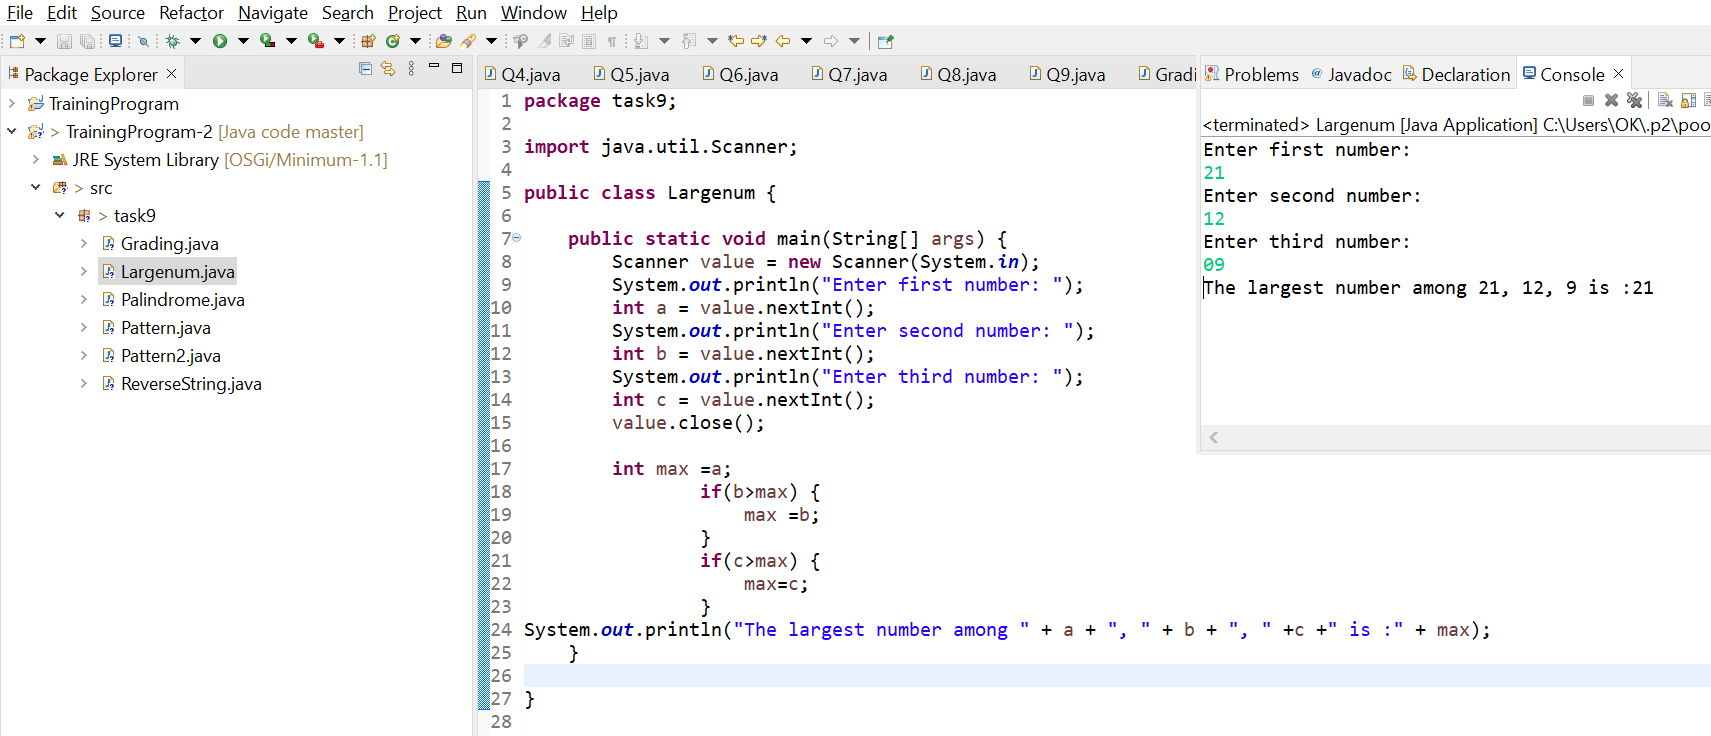 File Edit Source Refactor Navigate Search Project Run Window Help
Package Explorer
TrainingProgram
> TrainingProgram-2 [Java code master]
JRE System Library [OSGi/Minimum-1.1]
> src
> task9
Grading.java
Largenum.java
Palindrome.java
Pattern.java
Pattern2.java
ReverseString.java
Q4.java Q5.java Q6.java Q7.java Q8.java Q9.java Gradi
1 package task9;
2
3 import java.util.Scanner;
4
5 public class Largenum {
6
7 public static void main(String[] args) {
8 Scanner value = new Scanner(System.in);
9 System.out.println("Enter first number: ");
10 int a = value.nextInt();
11 System.out.println("Enter second number: ");
12 int b = value.nextInt();
13 System.out.println("Enter third number: ");
14 int c = value.nextInt();
15 value.close();
16
17 int max =a;
18 if(b>max) {
19 max =b;
20 }
21 if(c>max) {
22 max=c;
23 }
24 System.out.println("The largest number among " + a + ", " + b + ", " +c +" is :" + max);
25 }
26
27 }
28
Problems @ Javadoc Declaration Console
<terminated> Largenum [Java Application] C:\Users\OK\.p2\poo
Enter first number:
21
Enter second number:
12
Enter third number:
09
The largest number among 21, 12, 9 is :21